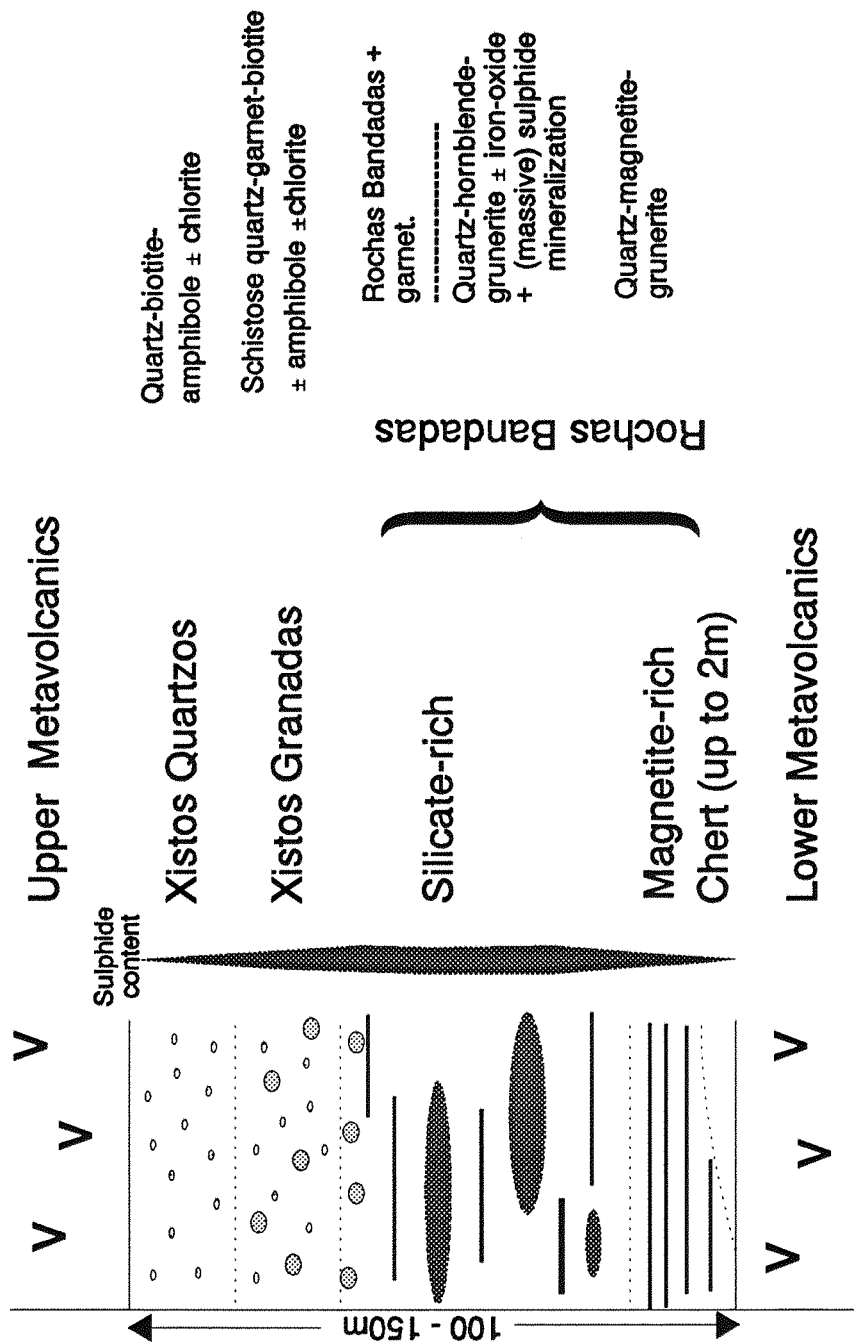 Upper Metavolcanics
V V V
Sulphide
content
Xistos Quartzos
Quartz-biotite-
amphibole ± chlorite
Xistos Granadas
Schistose quartz-garnet-biotite
± amphibole ±chlorite
Silicate-rich
Rochas Bandadas
Rochas Bandadas +
garnet.
Quartz-hornblende-
grunerite ± iron-oxide
+ (massive) sulphide
mineralization
Magnetite-rich
Chert (up to 2m)
Quartz-magnetite-
grunerite
Lower Metavolcanics
V V V
100 - 150m